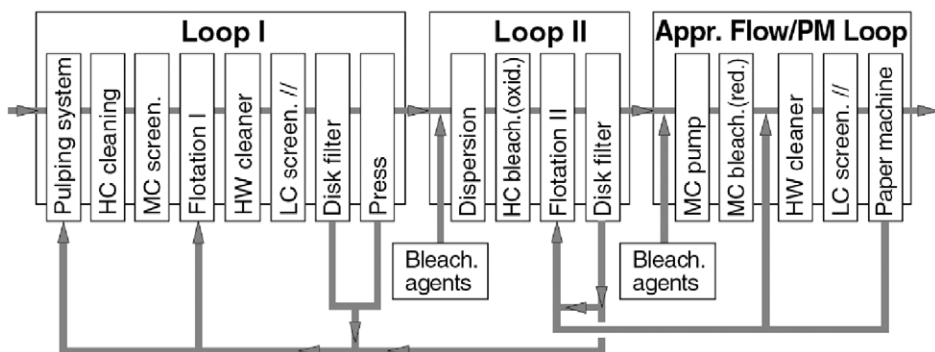 Loop I
Pulping system
HC cleaning
MC screen.
Flotation I
HW cleaner
LC screen. //
Disk filter
Press
Loop II
Dispersion
HC bleach.(oxid.)
Flotation II
Disk filter
Appr. Flow/PM Loop
MC pump
MC bleach.(red.)
HW cleaner
LC screen. //
Paper machine
Bleach.
agents
Bleach.
agents